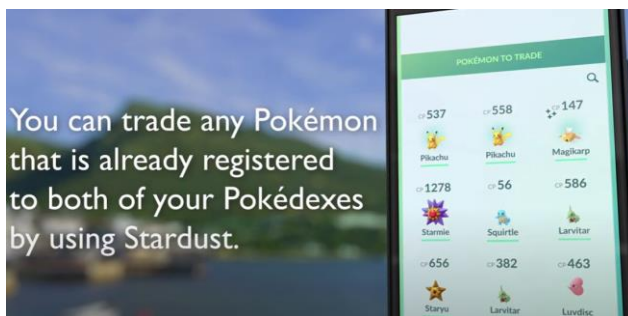 You can trade any Pokémon
that is already registered
to both of your Pokédexes
by using Stardust.
POKÉMON TO TRADE
CP537 CP558 CP147
Pikachu Pikachu Magikarp
CP1278 CP56 CP586
Starmie Squirtle Larvitar
CP656 CP382 CP463
Staryu Larvitar Luvdisc